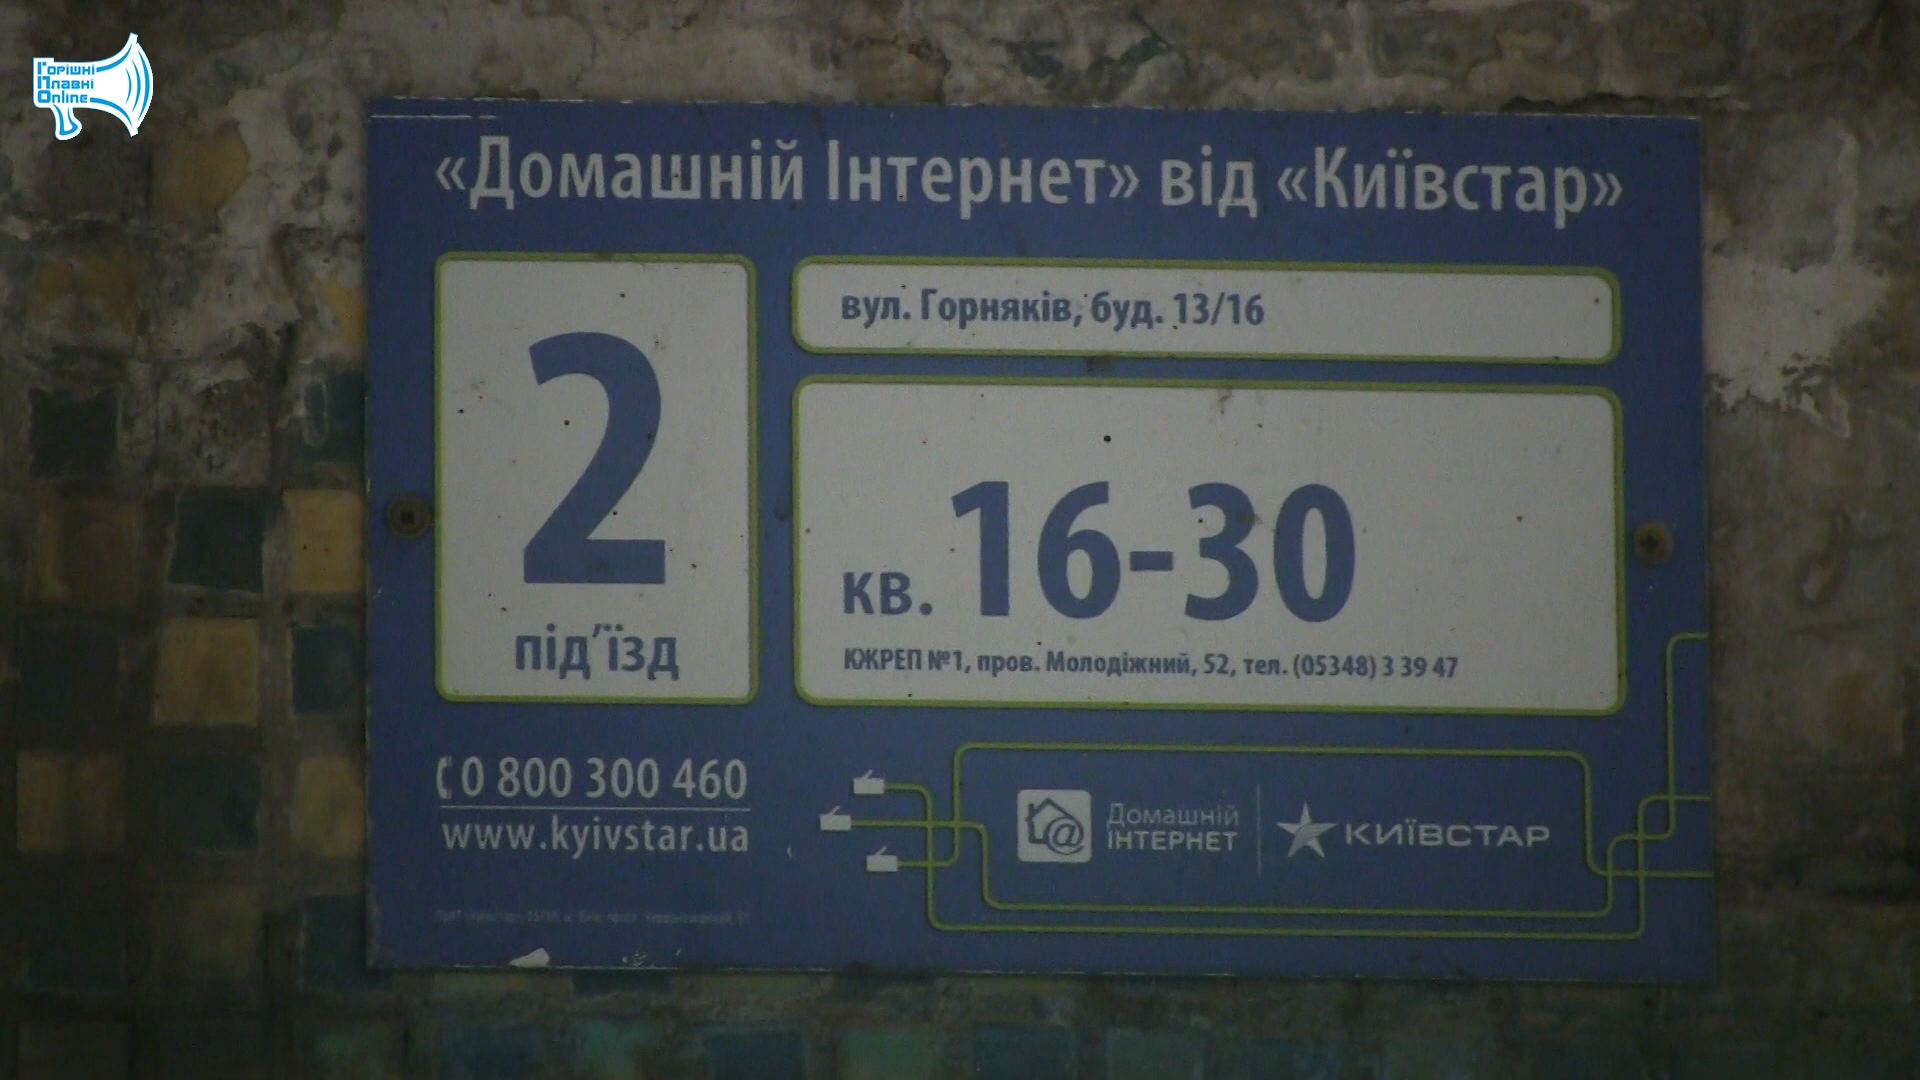 Горішні
Плавні
Online
«Домашній Інтернет» від «Київстар»
2
під'їзд
вул. Горняків, буд. 13/16
кв. 16-30
КЖРЕП №1, пров. Молодіжний, 52, тел. (05348) 3 39 47
0 800 300 460
www.kyivstar.ua
Домашній
ІНТЕРНЕТ
КИЇВСТАР